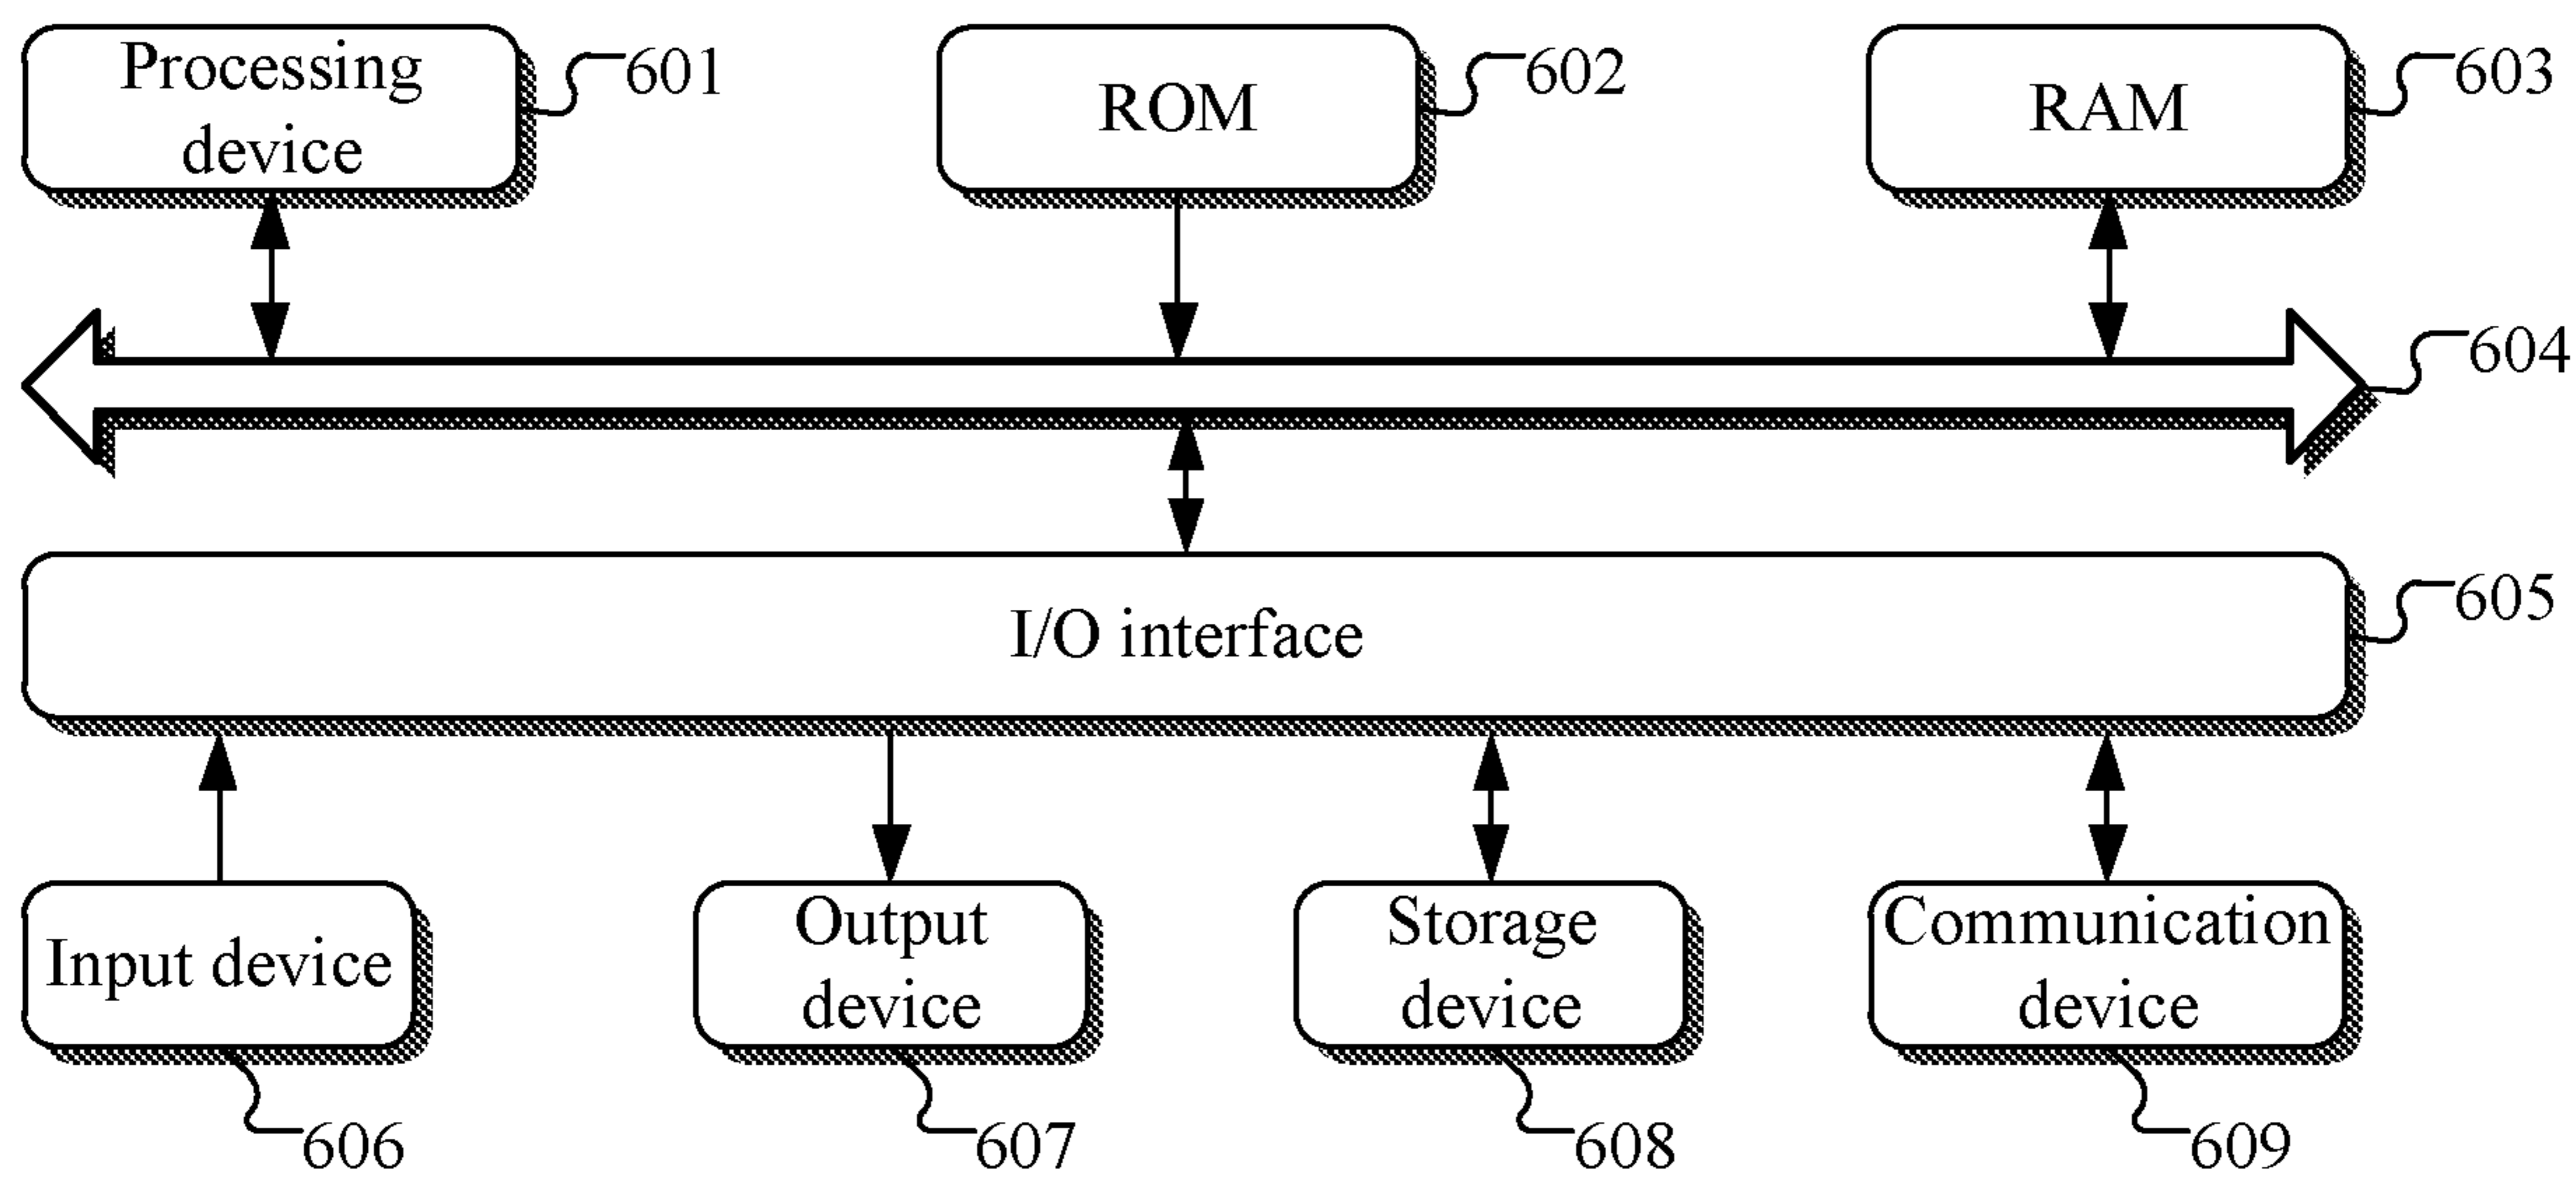 Processing
device
601
ROM
602
RAM
603
604
I/O interface
605
Input device
606
Output
device
607
Storage
device
608
Communication
device
609